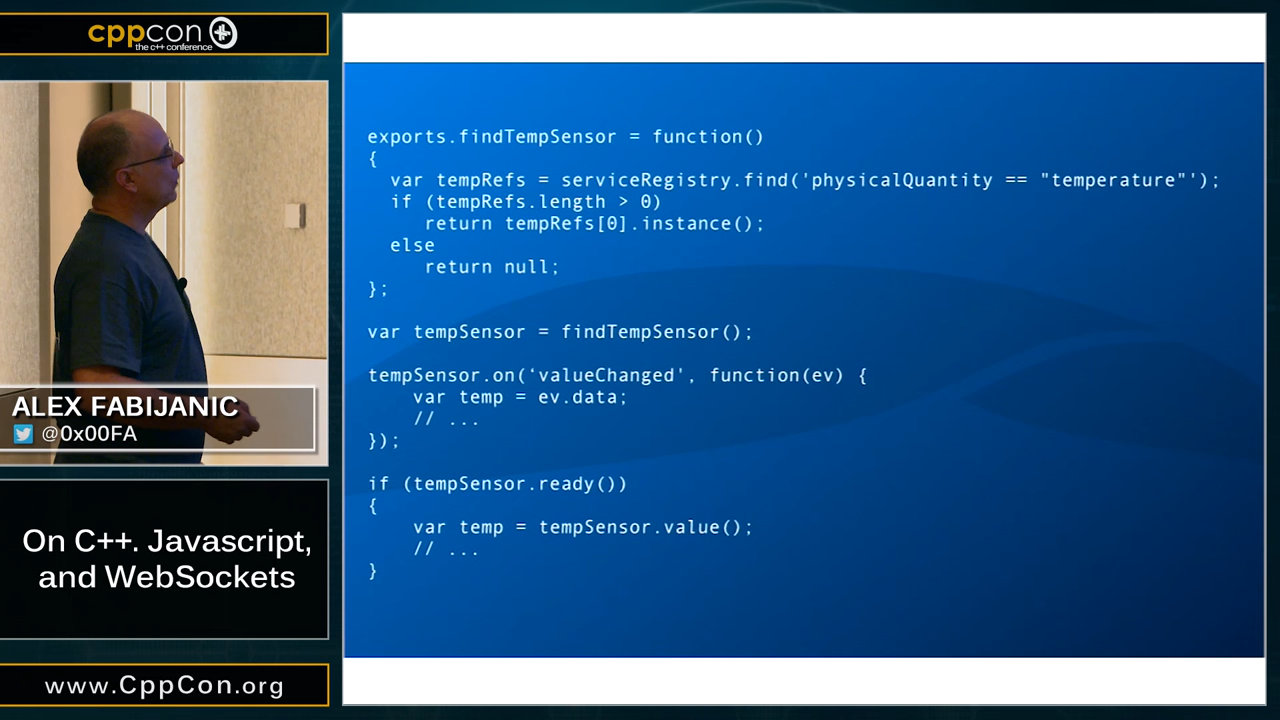 cppcon
the c++ conference
ALEX FABIJANIC
@0x00FA
On C++. Javascript,
and WebSockets
www.CppCon.org
exports.findTempSensor = function()
{
  var tempRefs = serviceRegistry.find('physicalQuantity == "temperature"');
  if (tempRefs.length > 0)
     return tempRefs[0].instance();
  else
     return null;
};
var tempSensor = findTempSensor();
tempSensor.on(‘valueChanged', function(ev) {
    var temp = ev.data;
    // ...
});
if (tempSensor.ready())
{
    var temp = tempSensor.value();
    // ...
}